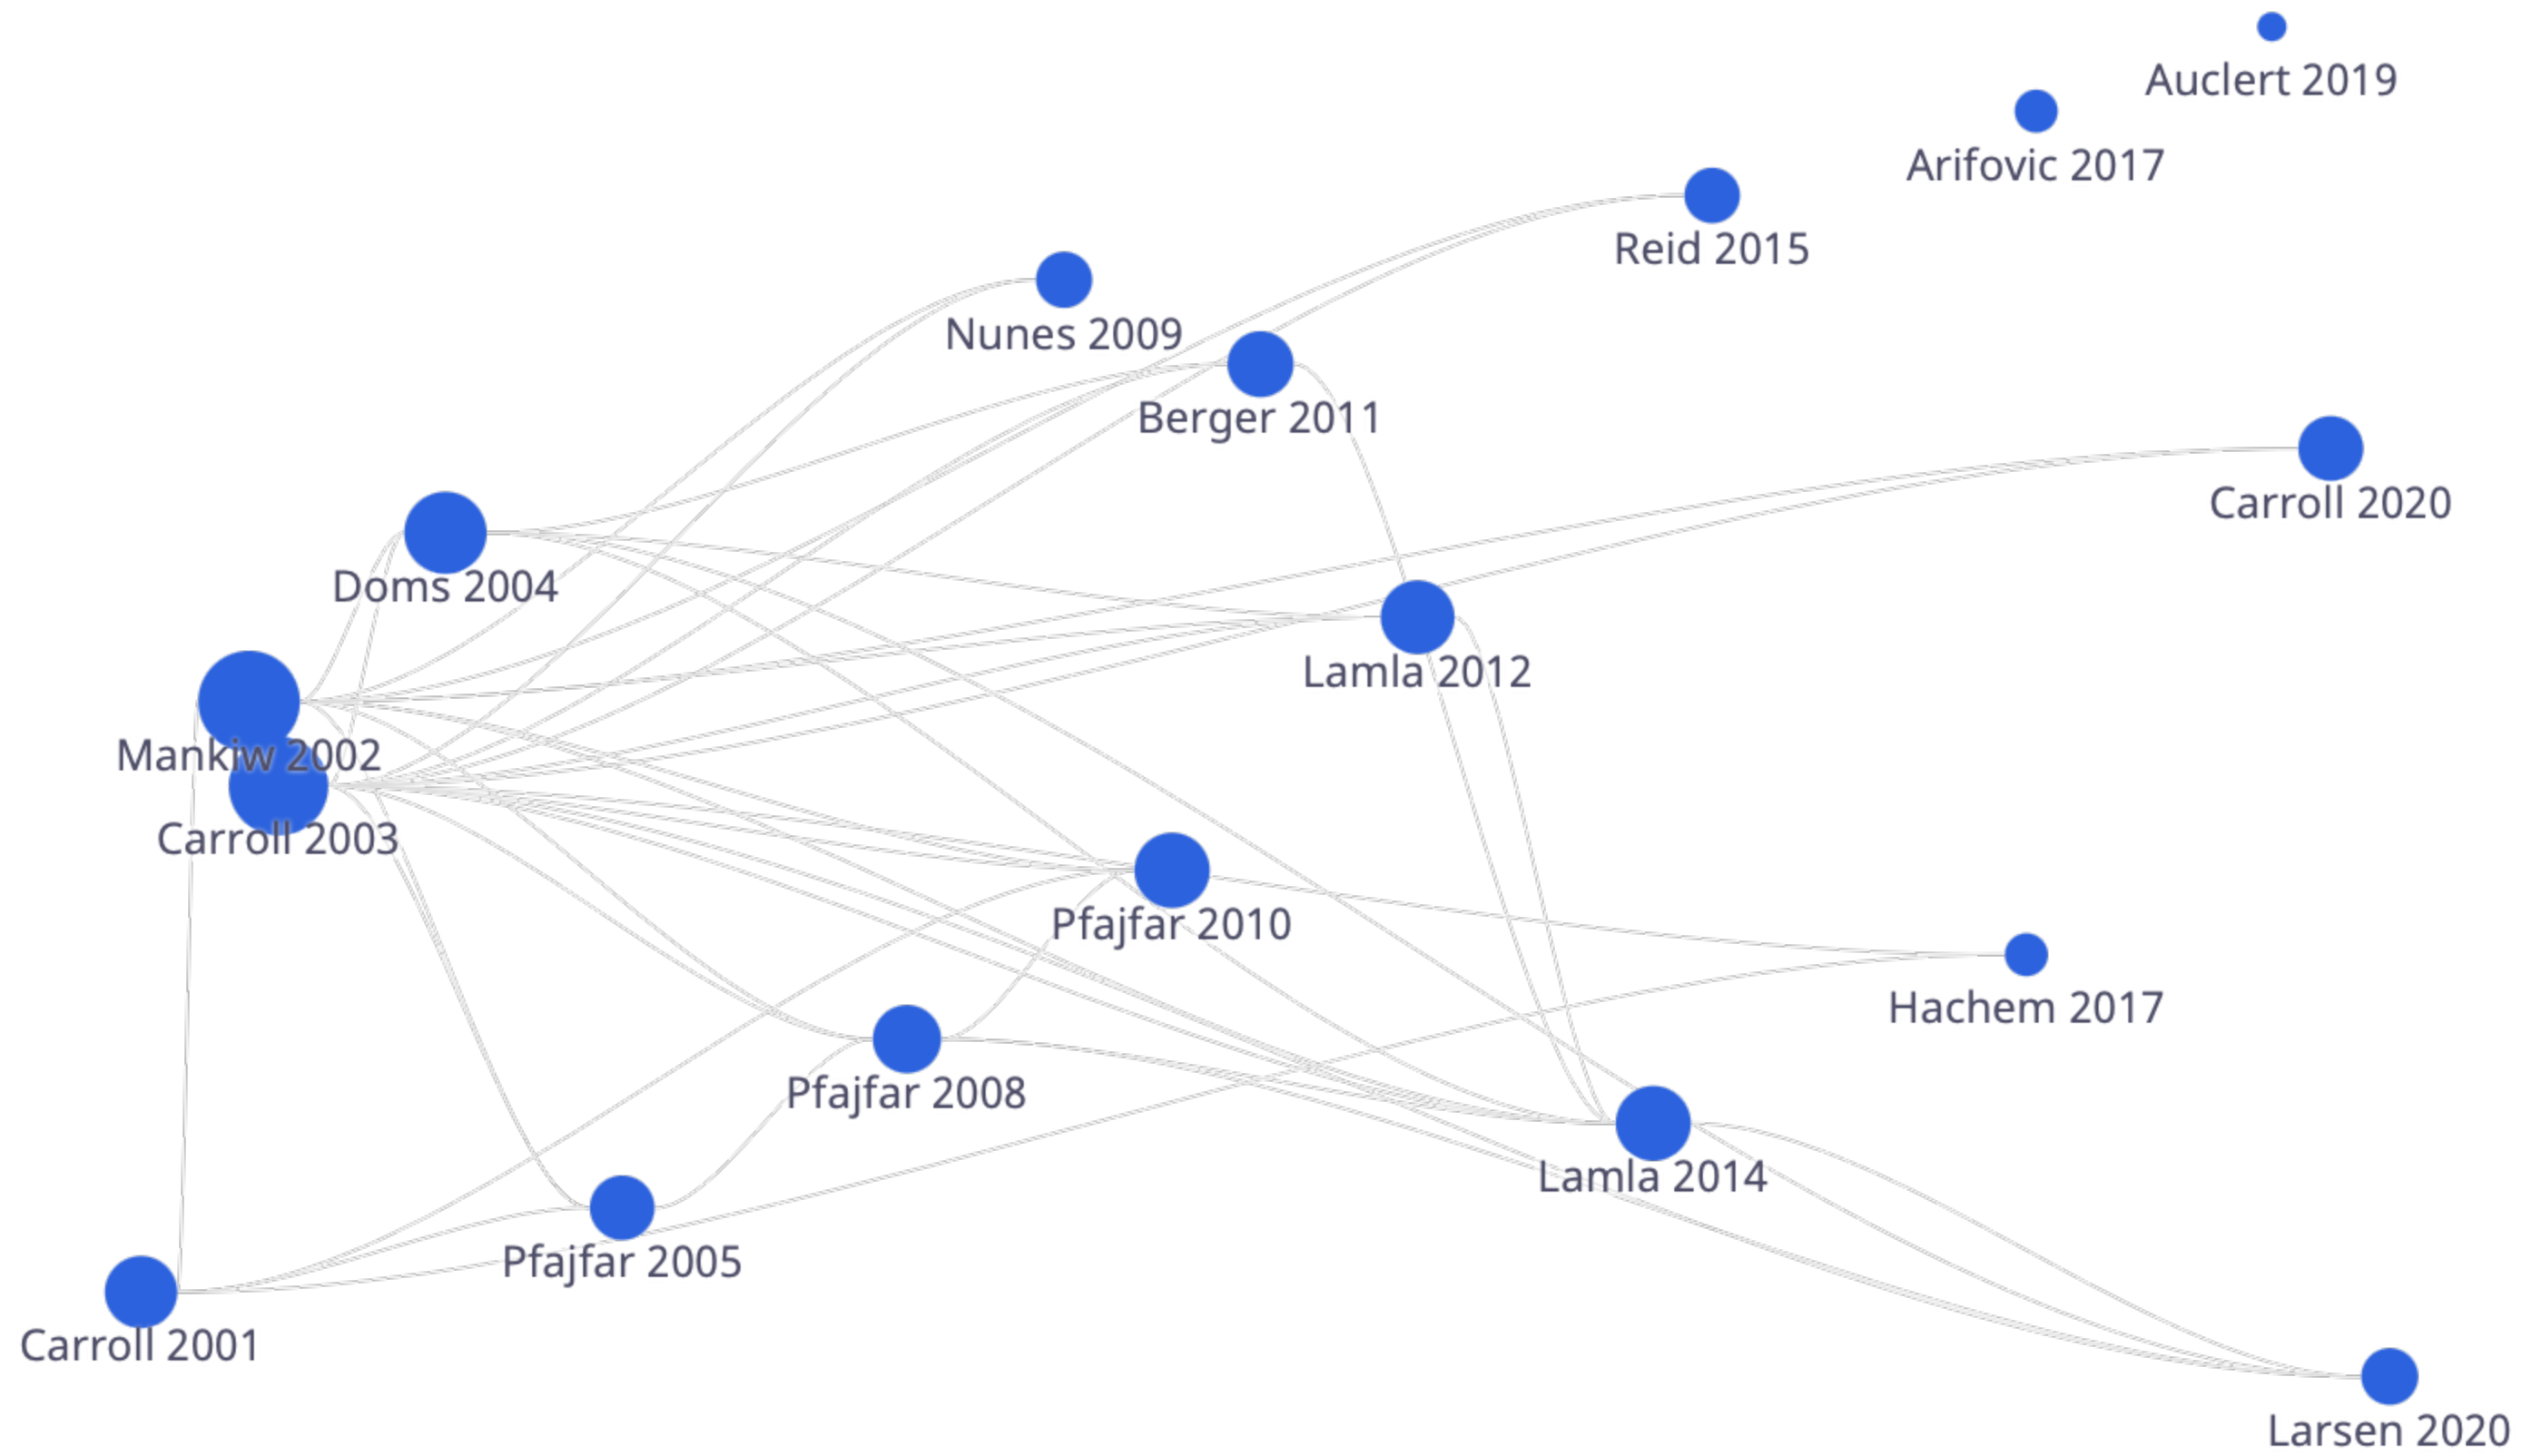 Auclert 2019
Arifovic 2017
Reid 2015
Nunes 2009
Berger 2011
Carroll 2020
Doms 2004
Lamla 2012
Mankiw 2002
Carroll 2003
Pfajfar 2010
Hachem 2017
Pfajfar 2008
Lamla 2014
Pfajfar 2005
Carroll 2001
Larsen 2020